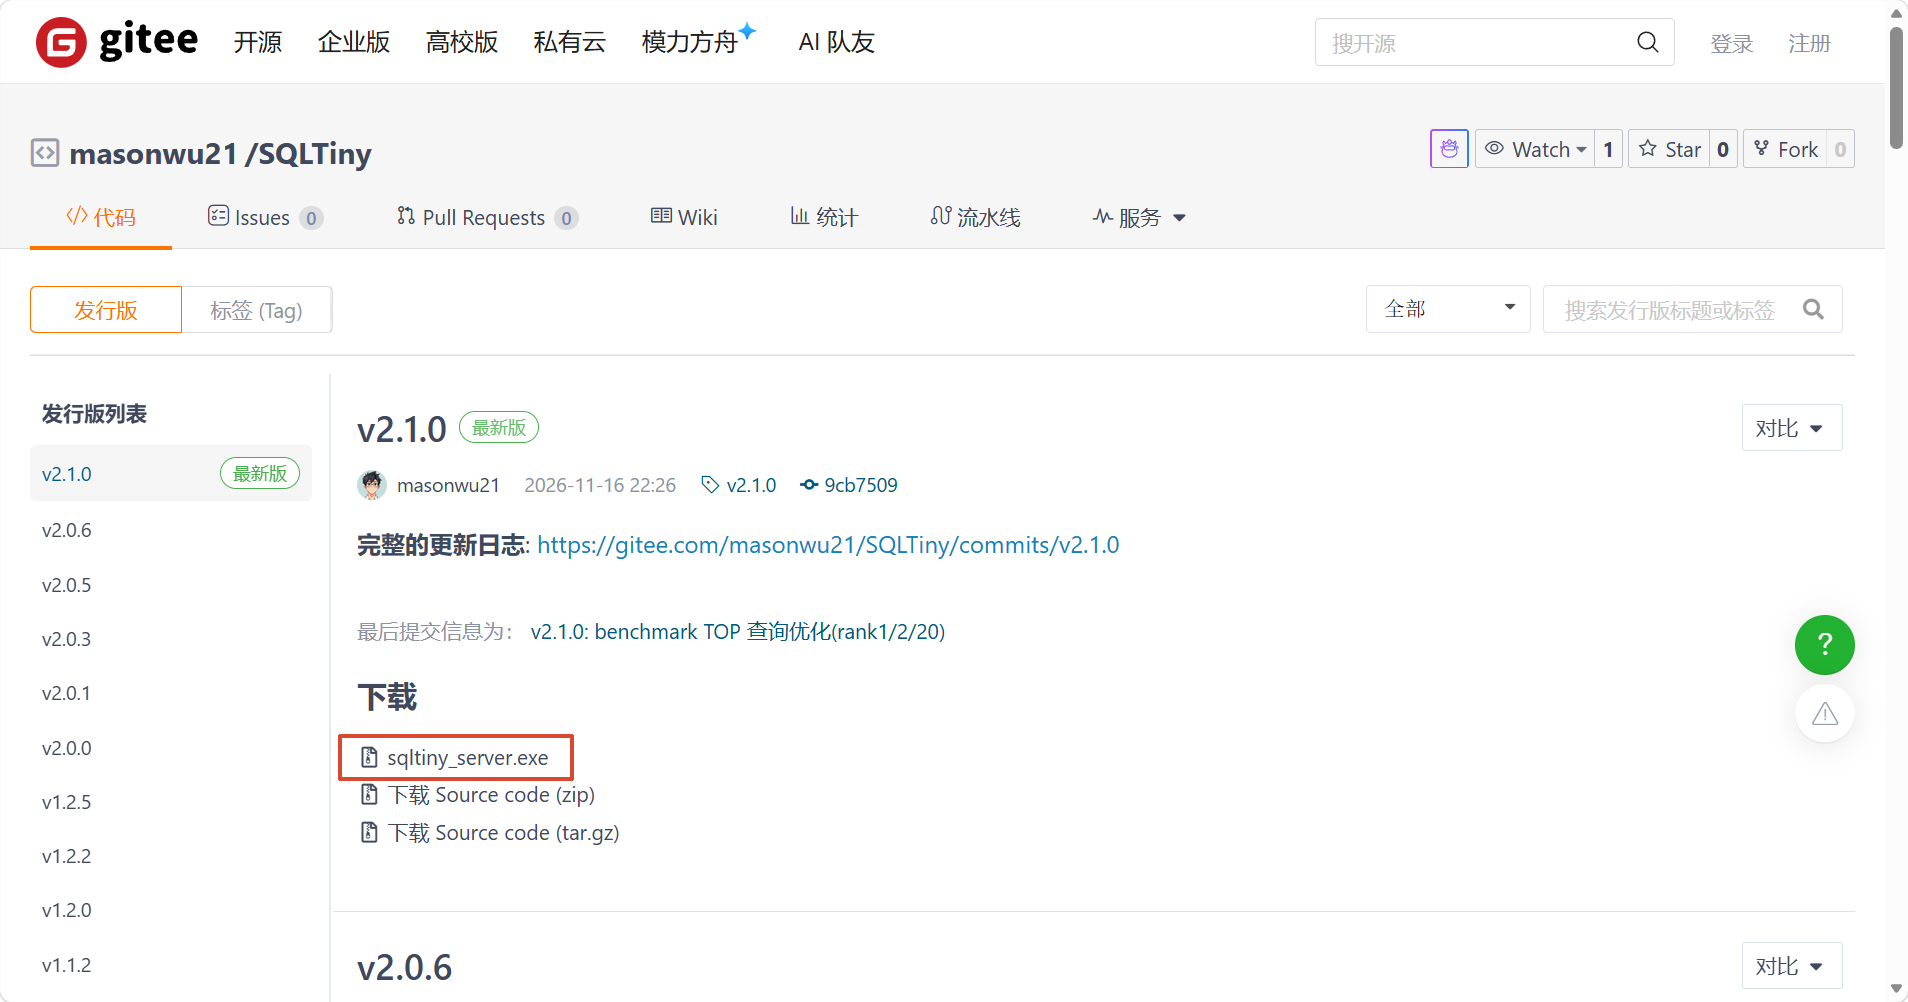 gitee 开源 企业版 高校版 私有云 模力方舟 AI 队友 搜开源 登录 注册
masonwu21 /SQLTiny Watch 1 Star 0 Fork 0
代码 Issues 0 Pull Requests 0 Wiki 统计 流水线 服务
发行版 标签 (Tag) 全部 搜索发行版标题或标签
发行版列表
v2.1.0 最新版
v2.0.6
v2.0.5
v2.0.3
v2.0.1
v2.0.0
v1.2.5
v1.2.2
v1.2.0
v1.1.2
v2.1.0 最新版 对比
masonwu21 2026-11-16 22:26 v2.1.0 9cb7509
完整的更新日志: https://gitee.com/masonwu21/SQLTiny/commits/v2.1.0
最后提交信息为： v2.1.0: benchmark TOP 查询优化(rank1/2/20)
下载
sqltiny_server.exe
下载 Source code (zip)
下载 Source code (tar.gz)
v2.0.6 对比
?